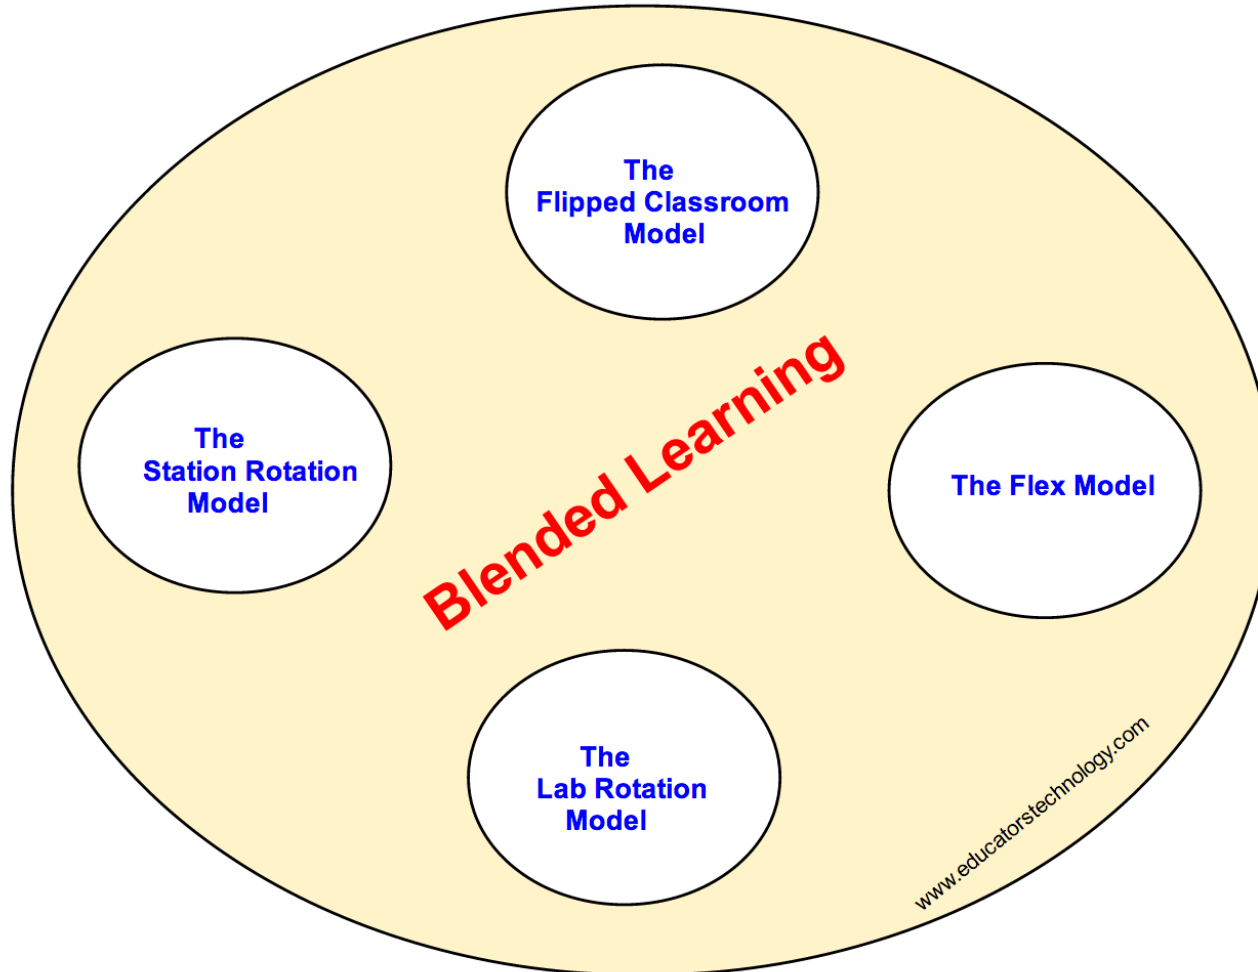 The
Flipped Classroom
Model
Blended Learning
The
Station Rotation
Model
The Flex Model
The
Lab Rotation
Model
www.educatorstechnology.com